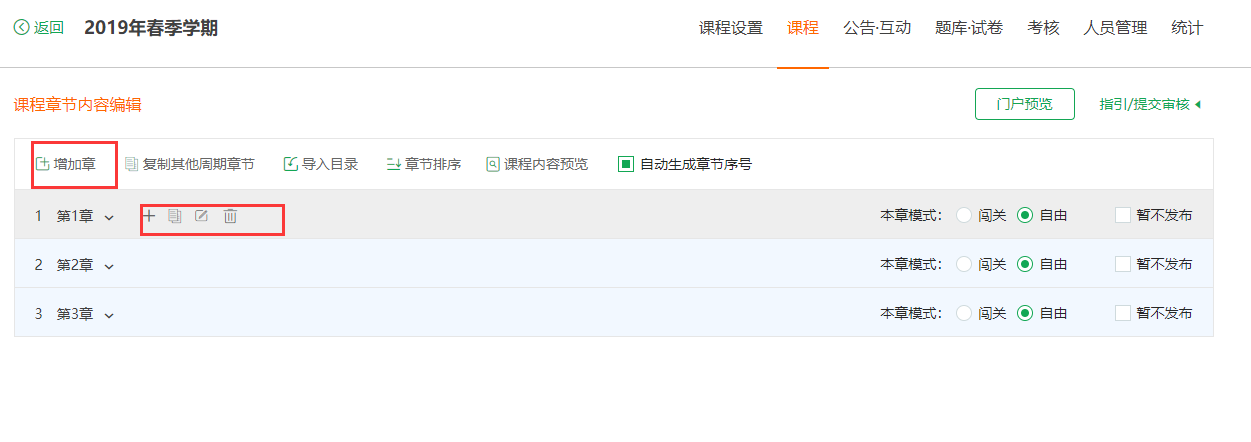 返回 2019年春季学期 课程设置 课程 公告·互动 题库·试卷 考核 人员管理 统计
课程章节内容编辑 门户预览 指引/提交审核
增加章 复制其他周期章节 导入目录 章节排序 课程内容预览 自动生成章节序号
1 第1章 本章模式: 闯关 自由 暂不发布
2 第2章 本章模式: 闯关 自由 暂不发布
3 第3章 本章模式: 闯关 自由 暂不发布